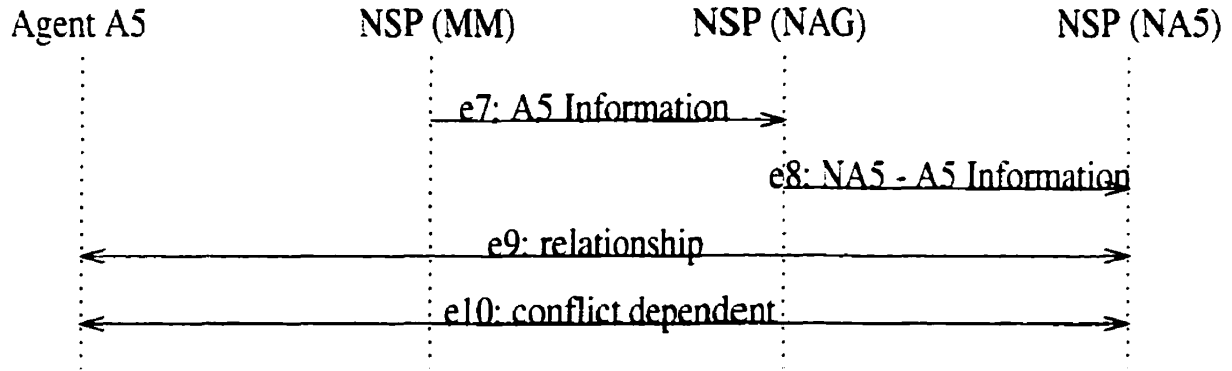 Agent A5 NSP (MM) NSP (NAG) NSP (NA5)
e7: A5 Information
e8: NA5 - A5 Information
e9: relationship
e10: conflict dependent